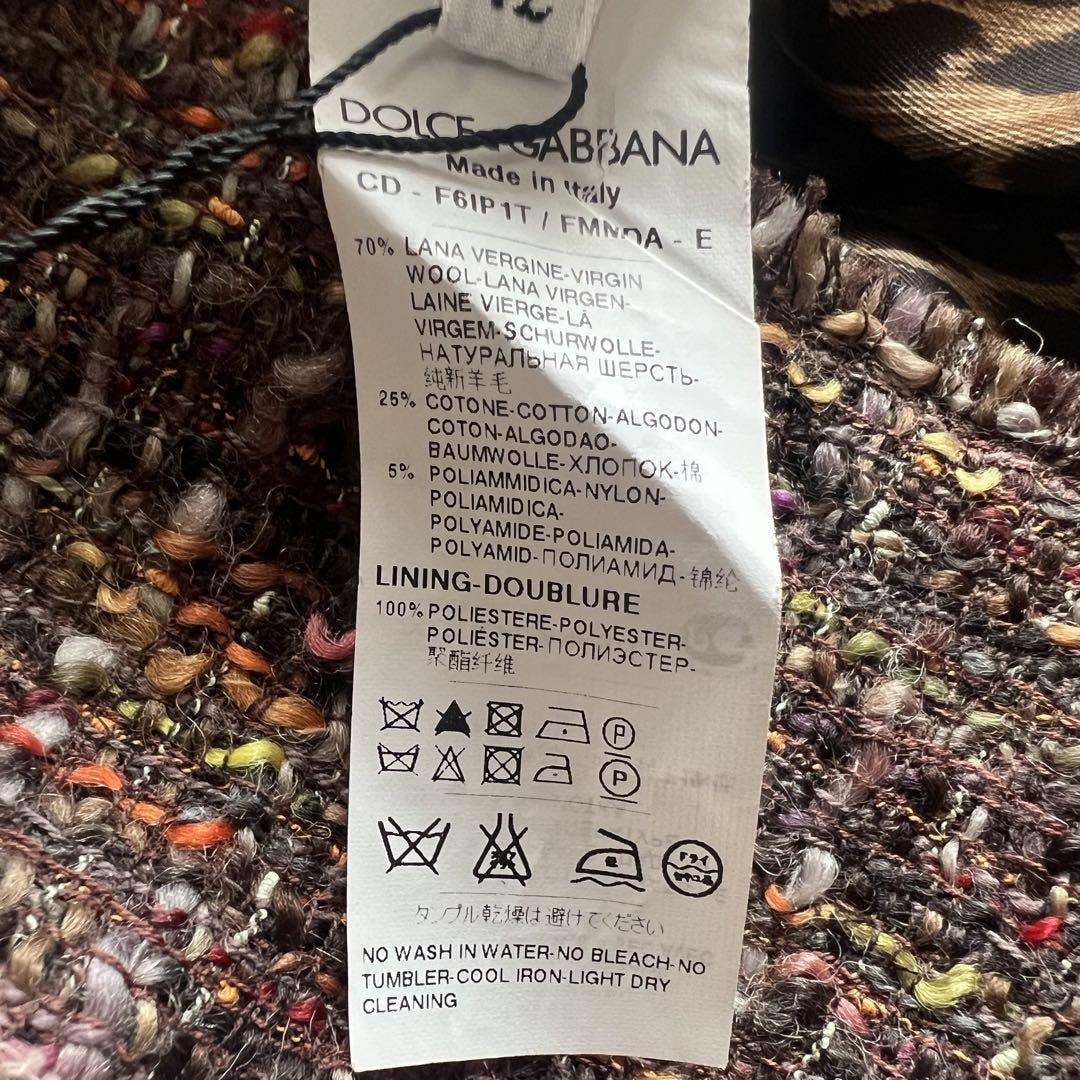 DOLCE GABBANA
Made in Italy
CD - F6IP1T / FMMDA - E
70% LANA VERGINE-VIRGIN
WOOL-LANA VIRGEN-
LAINE VIERGE-LÃ
VIRGEM-SCHURWOLLE-
НАТУРАЛЬНАЯ ШЕРСТЬ-
纯新羊毛
25% COTONE-COTTON-ALGODON-
COTON-ALGODAO-
BAUMWOLLE-ХЛОПОК-棉
5% POLIAMMIDICA-NYLON-
POLIAMIDICA-
POLYAMIDE-POLIAMIDA-
POLYAMID-ПОЛИАМИД-锦纶
LINING-DOUBLURE
100% POLIESTERE-POLYESTER-
POLIÉSTER-ПОЛИЭСТЕР-
聚酯纤维
P
P
ドライ
タンブル乾燥は避けてください
NO WASH IN WATER-NO BLEACH-NO
TUMBLER-COOL IRON-LIGHT DRY
CLEANING